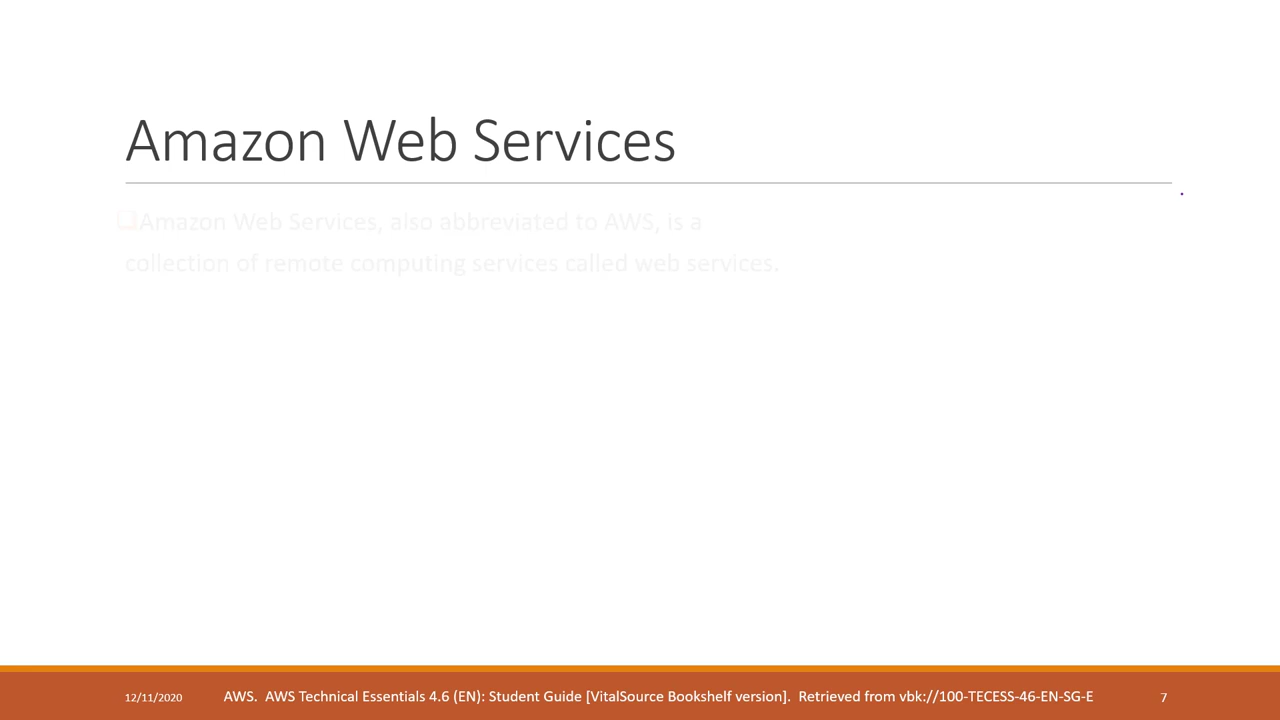 Amazon Web Services
Amazon Web Services, also abbreviated to AWS, is a
collection of remote computing services called web services.
12/11/2020
AWS.  AWS Technical Essentials 4.6 (EN): Student Guide [VitalSource Bookshelf version].  Retrieved from vbk://100-TECESS-46-EN-SG-E
7